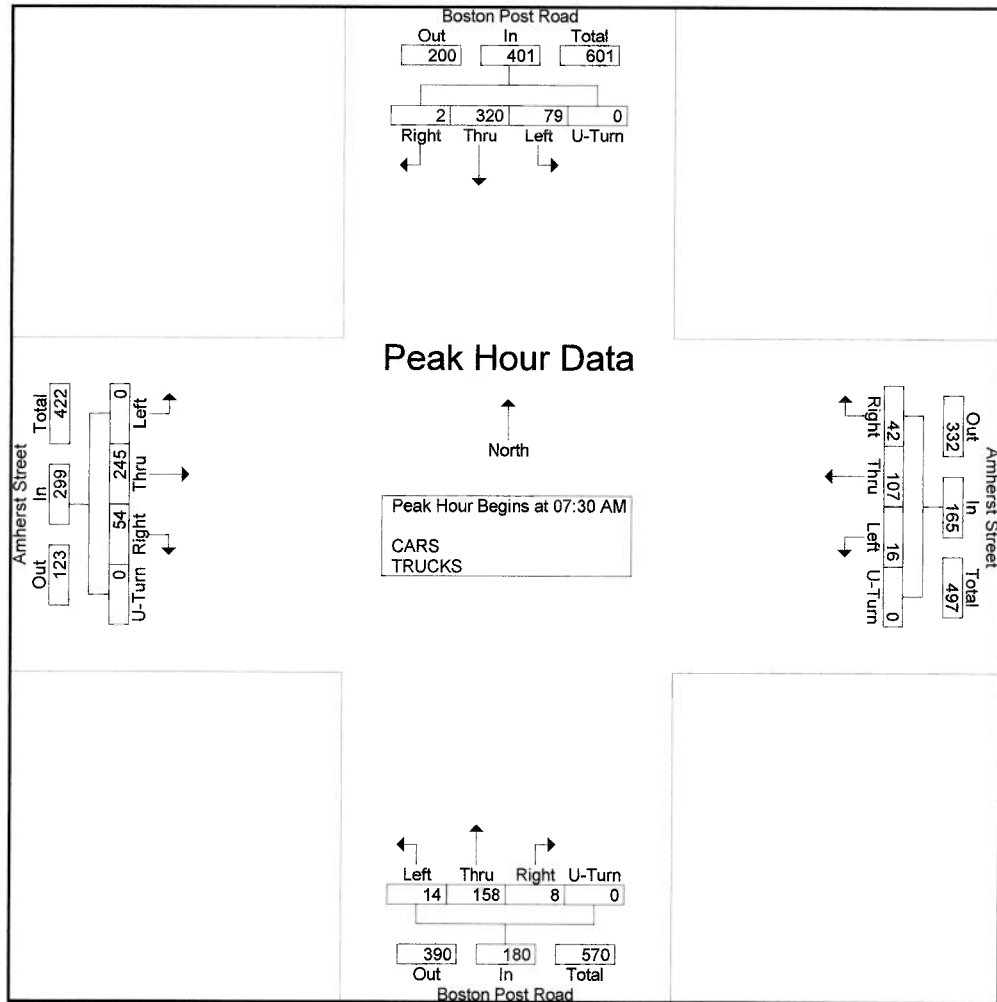 Boston Post Road
Out In Total
200 401 601
2 320 79 0
Right Thru Left U-Turn
Peak Hour Data
North
Peak Hour Begins at 07:30 AM
CARS
TRUCKS
Amherst Street
Out In Total
123 299 422
U-Turn Right Thru Left
0 54 245 0
Amherst Street
Out In Total
332 165 497
Right Thru Left U-Turn
42 107 16 0
Left Thru Right U-Turn
14 158 8 0
390 180 570
Out In Total
Boston Post Road